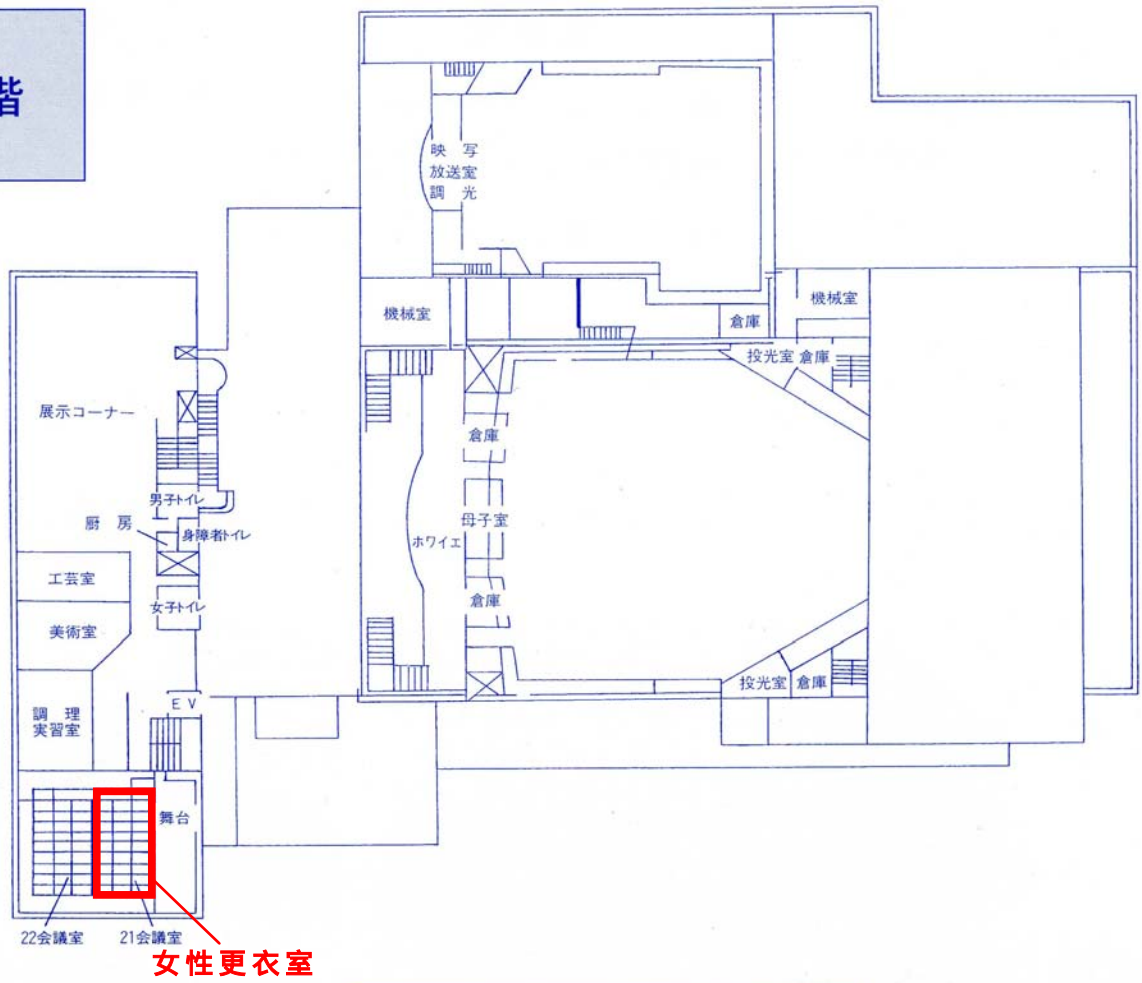 階
映 写
放送室
調 光
機械室
倉庫
機械室
投光室
倉庫
展示コーナー
倉庫
男子トイレ
厨 房
身障者トイレ
母子室
ホワイエ
工芸室
女子トイレ
倉庫
美術室
投光室
倉庫
EV
調 理
実習室
舞台
22会議室
21会議室
女性更衣室